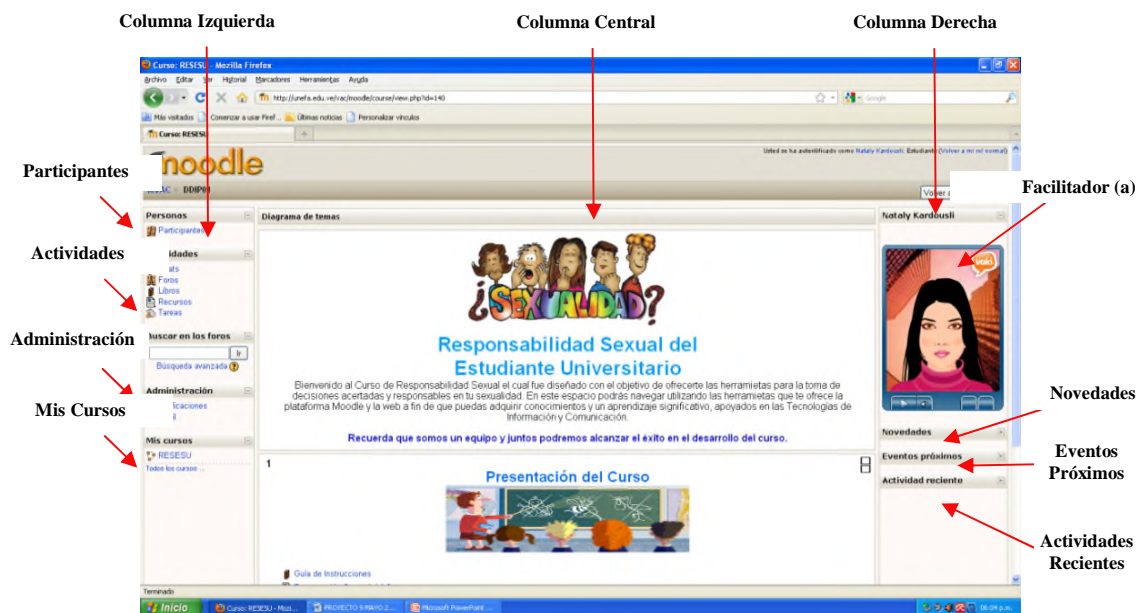 Columna Izquierda
Columna Central
Columna Derecha
Participantes
Actividades
Administración
Mis Cursos
Facilitador (a)
Novedades
Eventos
Próximos
Actividades
Recientes
Curso: RESESU - Mozilla Firefox
Archivo Editar Ver Historial Marcadores Herramientas Ayuda
http://unefa.edu.ve/vac/moodle/course/view.php?id=140
Google
Más visitados Comenzar a usar Firef... Últimas noticias Personalizar vínculos
Curso: RESESU
moodle
Usted se ha autentificado como Nataly Kardousli: Estudiante (Volver a mi rol normal)
DDIP01
Volver a
Personas
Participantes
idades
ats
Foros
Libros
Recursos
Tareas
Buscar en los foros
Ir
Búsqueda avanzada
Administración
lificaciones
Mis cursos
RESESU
Todos los cursos ...
Diagrama de temas
¿SEXUALIDAD?
Responsabilidad Sexual del
Estudiante Universitario
Bienvenido al Curso de Responsabilidad Sexual el cual fue diseñado con el objetivo de ofrecerte las herramietas para la toma de
decisiones acertadas y responsables en tu sexualidad. En este espacio podrás navegar utilizando las herramientas que te ofrece la
plataforma Moodle y la web a fin de que puedas adquirir conocimientos y un aprendizaje significativo, apoyados en las Tecnologías de
Información y Comunicación.
Recuerda que somos un equipo y juntos podremos alcanzar el éxito en el desarrollo del curso.
1
Presentación del Curso
Guía de Instrucciones
Nataly Kardousli
voki
Novedades
Eventos próximos
Actividad reciente
Terminado
Inicio
Curso: RESESU - Mozi...
PROYECTO 9 MAYO 2...
Microsoft PowerPoint ...
06:04 p.m.